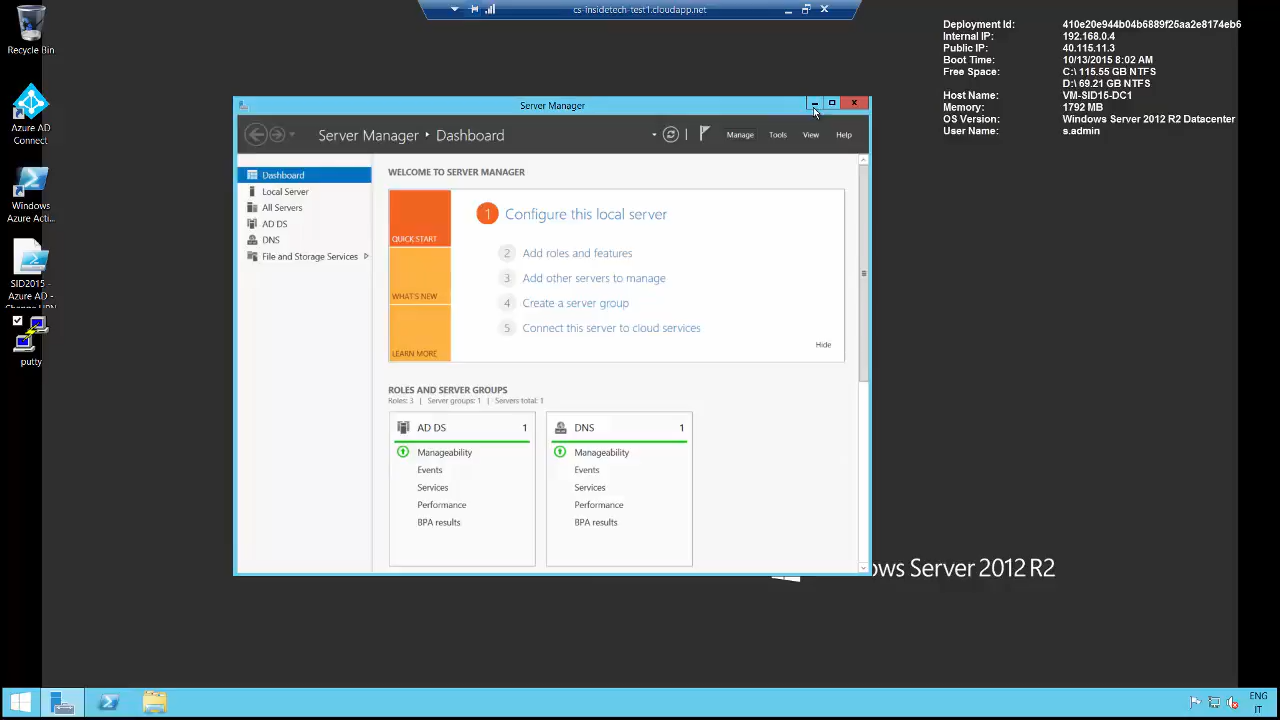 cs-insidetech-test1.cloudapp.net
Deployment Id: 410e20e944b04b6889f25aa2e8174eb6
Internal IP: 192.168.0.4
Public IP: 40.115.11.3
Boot Time: 10/13/2015 8:02 AM
Free Space: C:\ 115.55 GB NTFS
D:\ 69.21 GB NTFS
Host Name: VM-SID15-DC1
Memory: 1792 MB
OS Version: Windows Server 2012 R2 Datacenter
User Name: s.admin
Recycle Bin
Azure AD
Connect
Windows
Azure Acti...
SID2015-
Azure AD -
putty
Server Manager
Server Manager • Dashboard
Manage Tools View Help
Dashboard
Local Server
All Servers
AD DS
DNS
File and Storage Services
WELCOME TO SERVER MANAGER
QUICK START
WHAT'S NEW
LEARN MORE
1 Configure this local server
2 Add roles and features
3 Add other servers to manage
4 Create a server group
5 Connect this server to cloud services
Hide
ROLES AND SERVER GROUPS
Roles: 3 | Server groups: 1 | Servers total: 1
AD DS 1
Manageability
Events
Services
Performance
BPA results
DNS 1
Manageability
Events
Services
Performance
BPA results
ows Server 2012 R2
ENG
IT